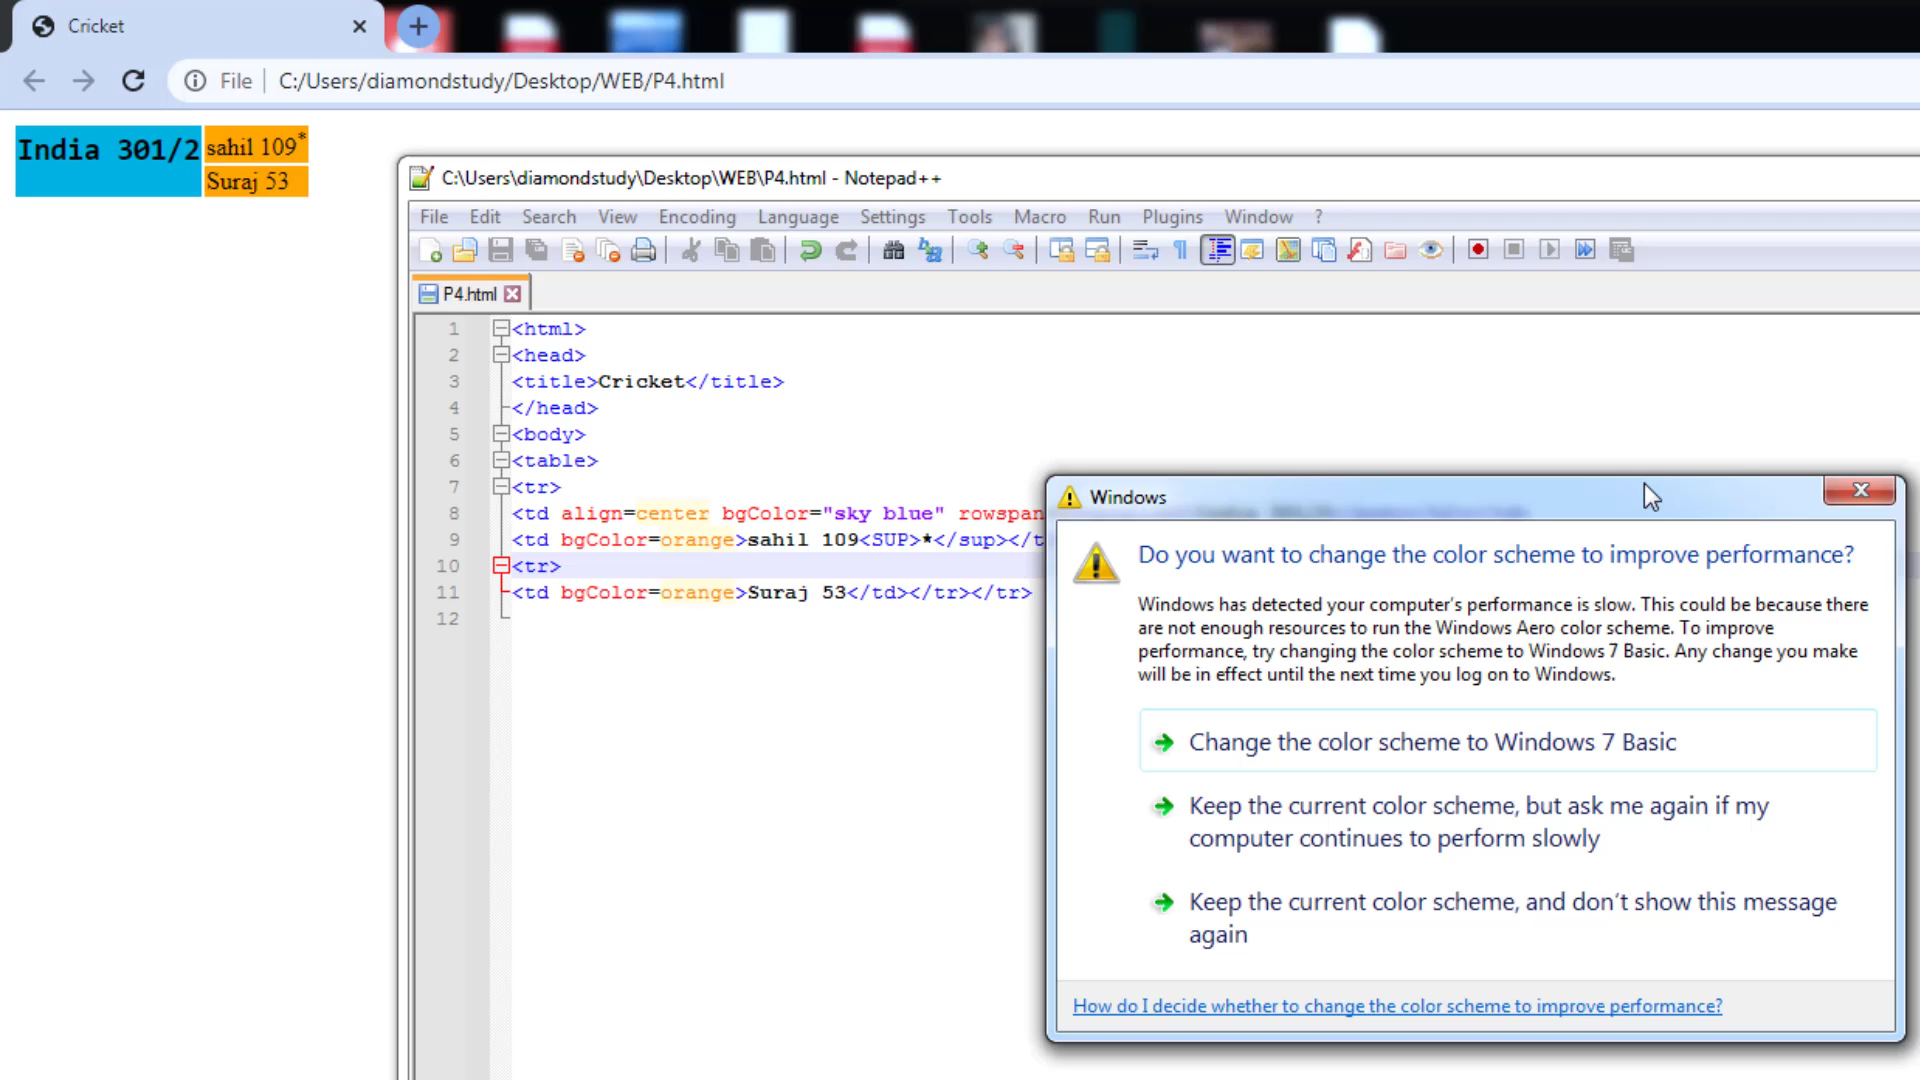 Cricket
File
C:/Users/diamondstudy/Desktop/WEB/P4.html
India 301/2
sahil 109*
Suraj 53
C:\Users\diamondstudy\Desktop\WEB\P4.html - Notepad++
File Edit Search View Encoding Language Settings Tools Macro Run Plugins Window ?
P4.html
1 <html>
2 <head>
3 <title>Cricket</title>
4 </head>
5 <body>
6 <table>
7 <tr>
8 <td align=center bgColor="sky blue" rowspan
9 <td bgColor=orange>sahil 109<SUP>*</sup></t
10 <tr>
11 <td bgColor=orange>Suraj 53</td></tr></tr>
12
Windows
Do you want to change the color scheme to improve performance?
Windows has detected your computer's performance is slow. This could be because there
are not enough resources to run the Windows Aero color scheme. To improve
performance, try changing the color scheme to Windows 7 Basic. Any change you make
will be in effect until the next time you log on to Windows.
Change the color scheme to Windows 7 Basic
Keep the current color scheme, but ask me again if my
computer continues to perform slowly
Keep the current color scheme, and don't show this message
again
How do I decide whether to change the color scheme to improve performance?